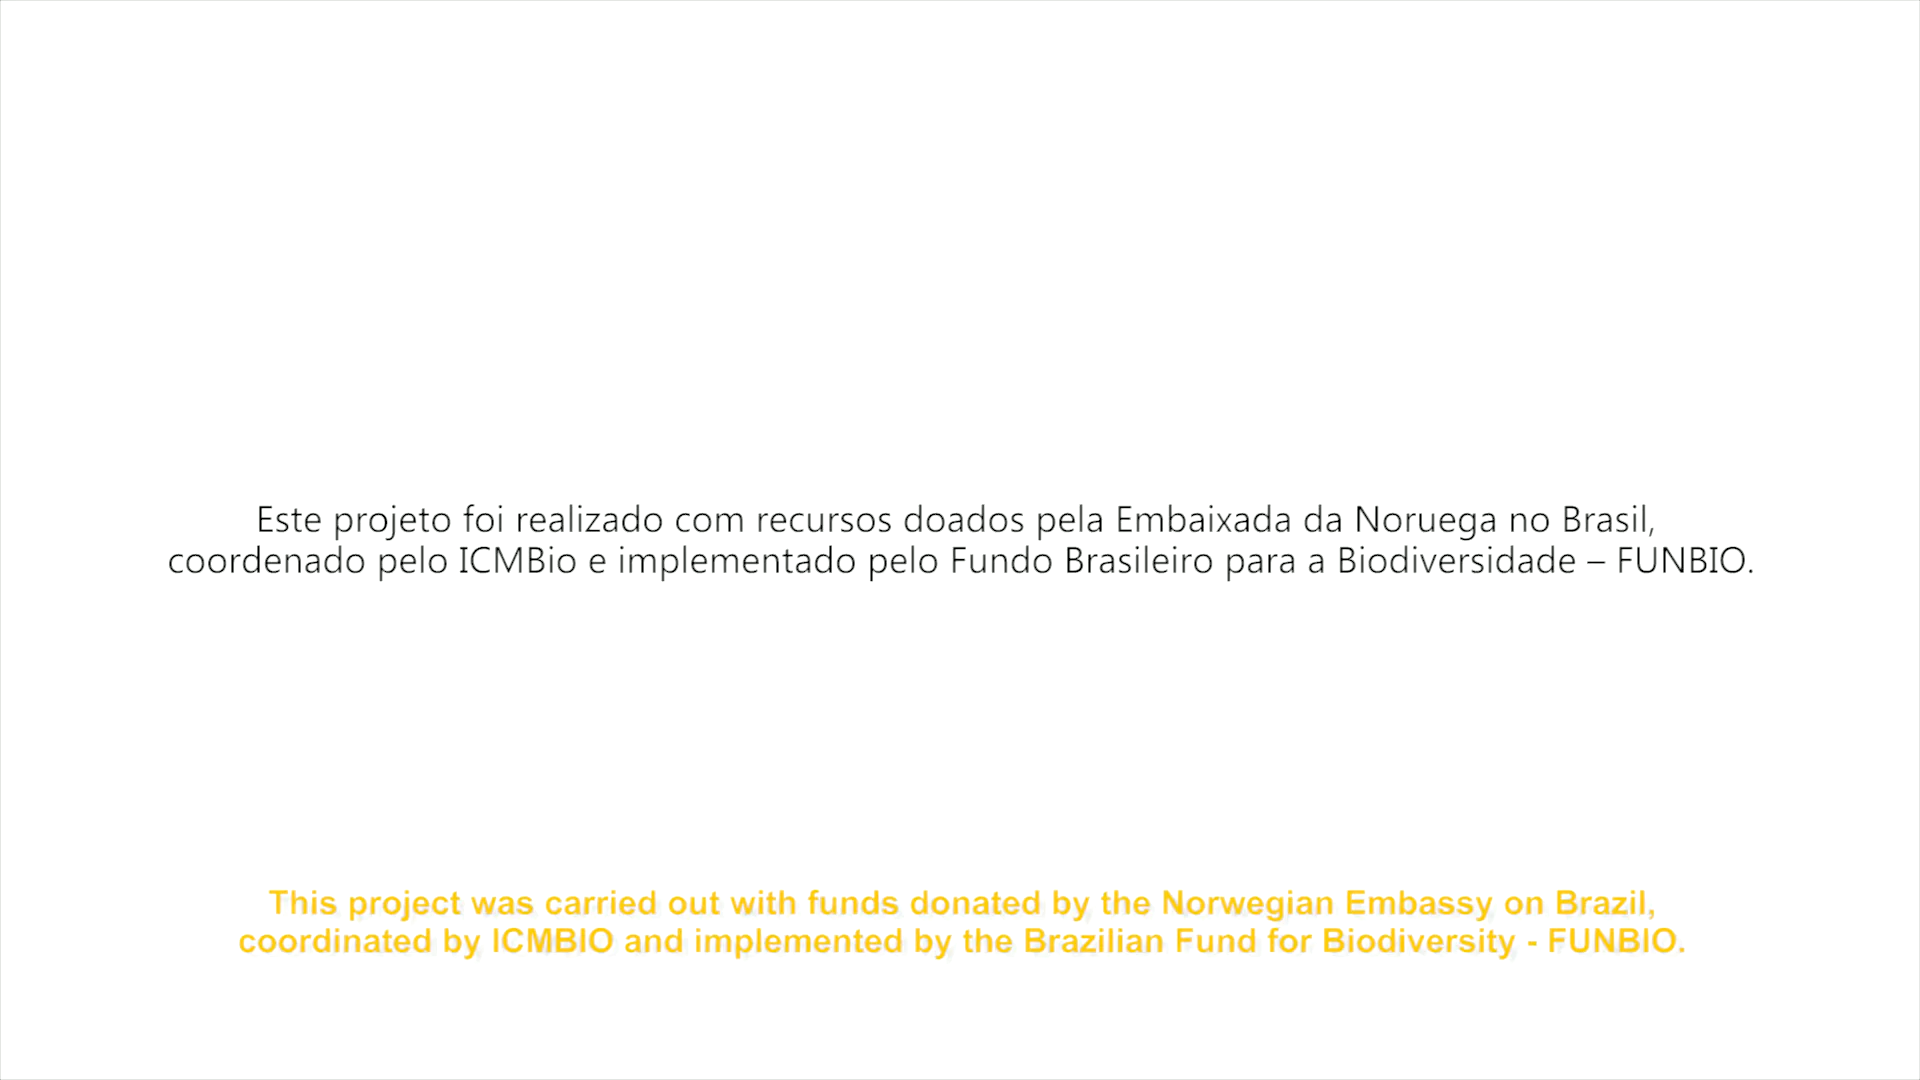 Este projeto foi realizado com recursos doados pela Embaixada da Noruega no Brasil,
coordenado pelo ICMBio e implementado pelo Fundo Brasileiro para a Biodiversidade – FUNBIO.
This project was carried out with funds donated by the Norwegian Embassy on Brazil,
coordinated by ICMBIO and implemented by the Brazilian Fund for Biodiversity - FUNBIO.